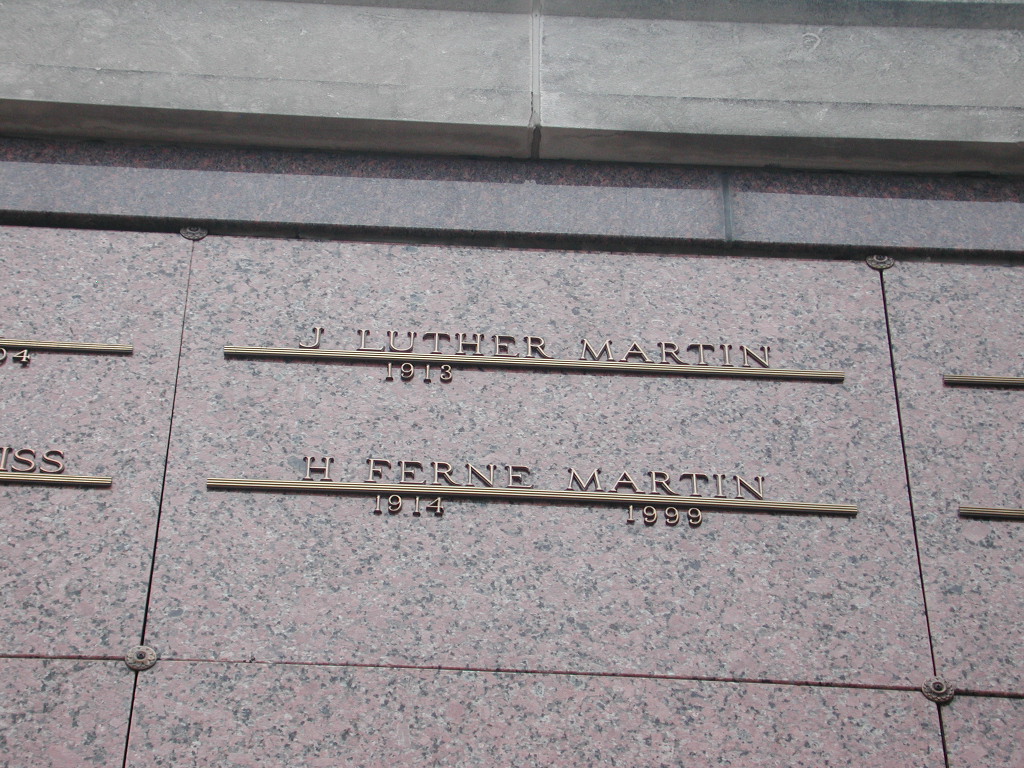 J LUTHER MARTIN
1913
H FERNE MARTIN
1914 1999